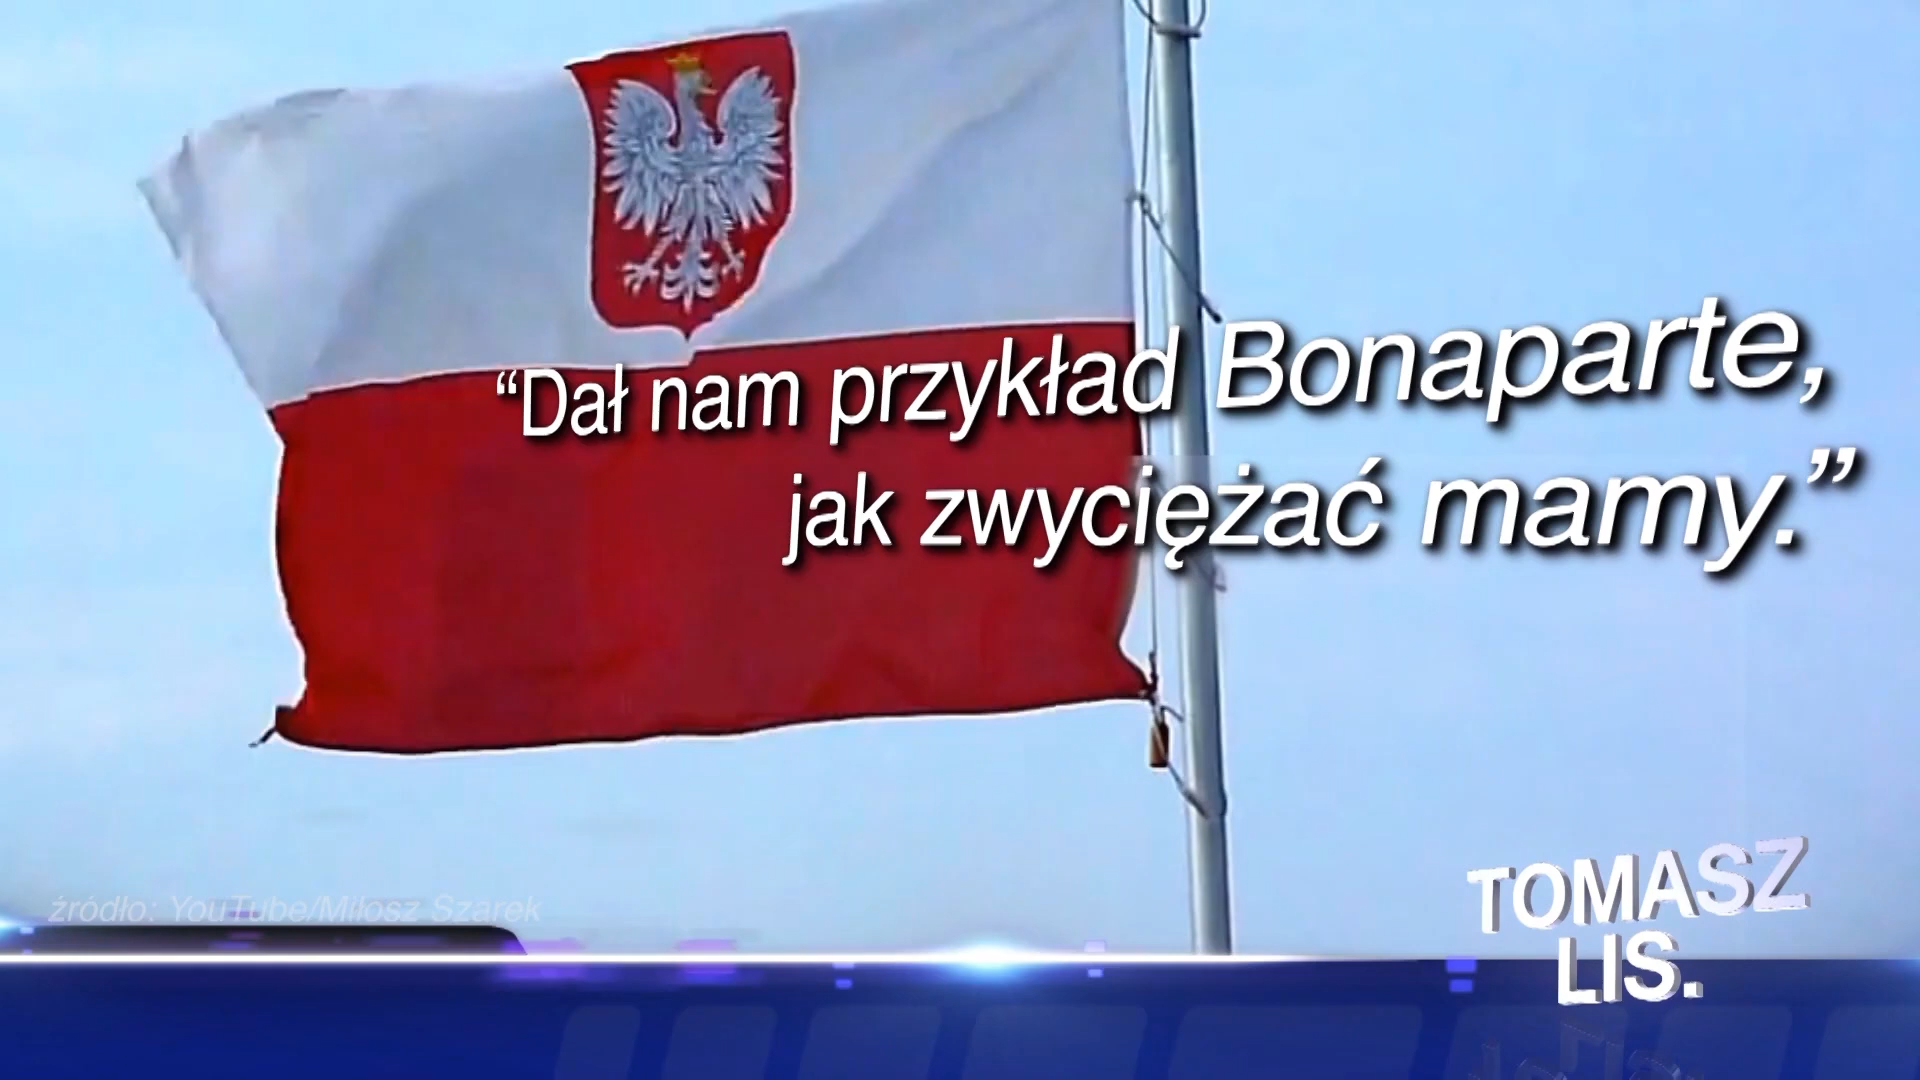 “Dał nam przykład Bonaparte,
jak zwyciężać mamy.”
źródło: YouTube/Miłosz Szarek
TOMASZ
LIS.